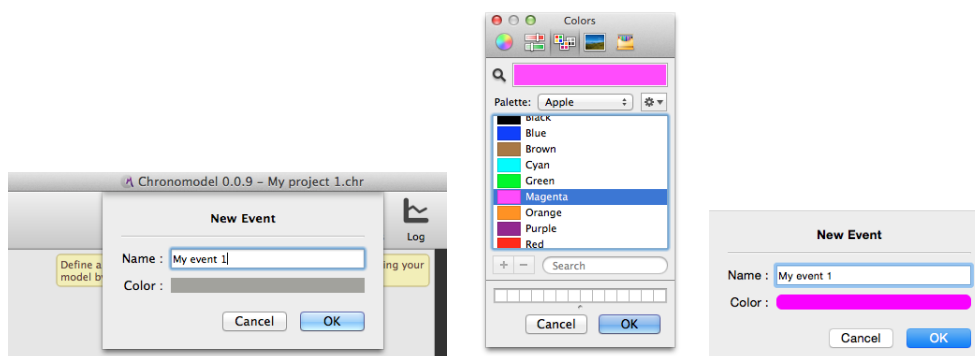 Chronomodel 0.0.9 – My project 1.chr
New Event
Log
Define a
ing your
model b
Name : My event 1
Color :
Cancel
OK
Colors
Palette: Apple
Black
Blue
Brown
Cyan
Green
Magenta
Orange
Purple
Red
Search
Cancel
OK
New Event
Name : My event 1
Color :
Cancel
OK